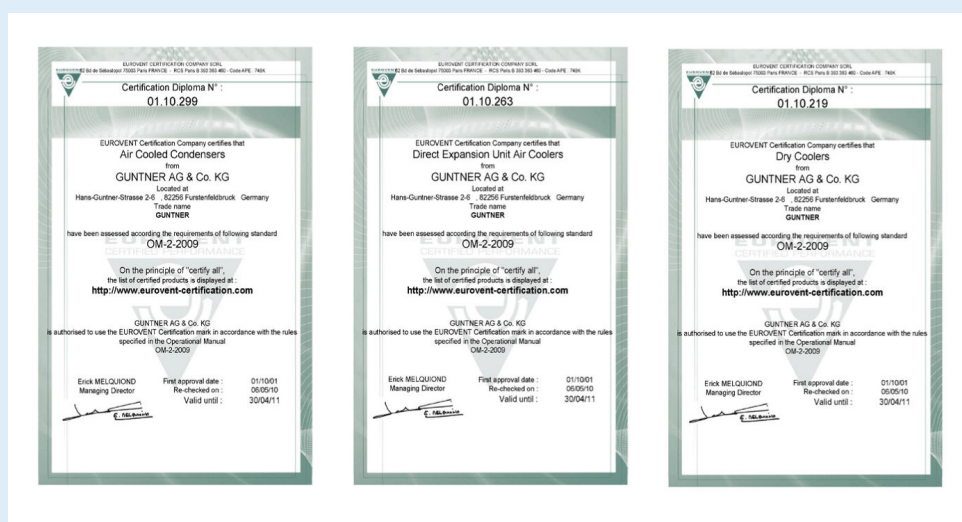 EUROVENT CERTIFICATION COMPANY SCRL
62 Bd de Sébastopol 75003 Paris FRANCE - RCS Paris B 393 363 460 - Code APE : 740K
Certification Diploma N° :
01.10.299
EUROVENT Certification Company certifies that
Air Cooled Condensers
from
GUNTNER AG & Co. KG
Located at
Hans-Guntner-Strasse 2-6 , 82256 Furstenfeldbruck Germany
Trade name
GUNTNER
have been assessed according the requirements of following standard
OM-2-2009
CERTIFIED PERFORMANCE
On the principle of "certify all",
the list of certified products is displayed at :
http://www.eurovent-certification.com
GUNTNER AG & Co. KG
is authorised to use the EUROVENT Certification mark in accordance with the rules
specified in the Operational Manual
OM-2-2009
Erick MELQUIOND
Managing Director
First approval date : 01/10/01
Re-checked on : 06/05/10
Valid until : 30/04/11
E. MELQUIOND
EUROVENT CERTIFICATION COMPANY SCRL
62 Bd de Sébastopol 75003 Paris FRANCE - RCS Paris B 393 363 460 - Code APE : 740K
Certification Diploma N° :
01.10.263
EUROVENT Certification Company certifies that
Direct Expansion Unit Air Coolers
from
GUNTNER AG & Co. KG
Located at
Hans-Guntner-Strasse 2-6 , 82256 Furstenfeldbruck Germany
Trade name
GUNTNER
have been assessed according the requirements of following standard
OM-2-2009
CERTIFIED PERFORMANCE
On the principle of "certify all",
the list of certified products is displayed at :
http://www.eurovent-certification.com
GUNTNER AG & Co. KG
is authorised to use the EUROVENT Certification mark in accordance with the rules
specified in the Operational Manual
OM-2-2009
Erick MELQUIOND
Managing Director
First approval date : 01/10/01
Re-checked on : 06/05/10
Valid until : 30/04/11
E. MELQUIOND
EUROVENT CERTIFICATION COMPANY SCRL
62 Bd de Sébastopol 75003 Paris FRANCE - RCS Paris B 393 363 460 - Code APE : 740K
Certification Diploma N° :
01.10.219
EUROVENT Certification Company certifies that
Dry Coolers
from
GUNTNER AG & Co. KG
Located at
Hans-Guntner-Strasse 2-6 , 82256 Furstenfeldbruck Germany
Trade name
GUNTNER
have been assessed according the requirements of following standard
OM-2-2009
CERTIFIED PERFORMANCE
On the principle of "certify all",
the list of certified products is displayed at :
http://www.eurovent-certification.com
GUNTNER AG & Co. KG
is authorised to use the EUROVENT Certification mark in accordance with the rules
specified in the Operational Manual
OM-2-2009
Erick MELQUIOND
Managing Director
First approval date : 01/10/01
Re-checked on : 06/05/10
Valid until : 30/04/11
E. MELQUIOND